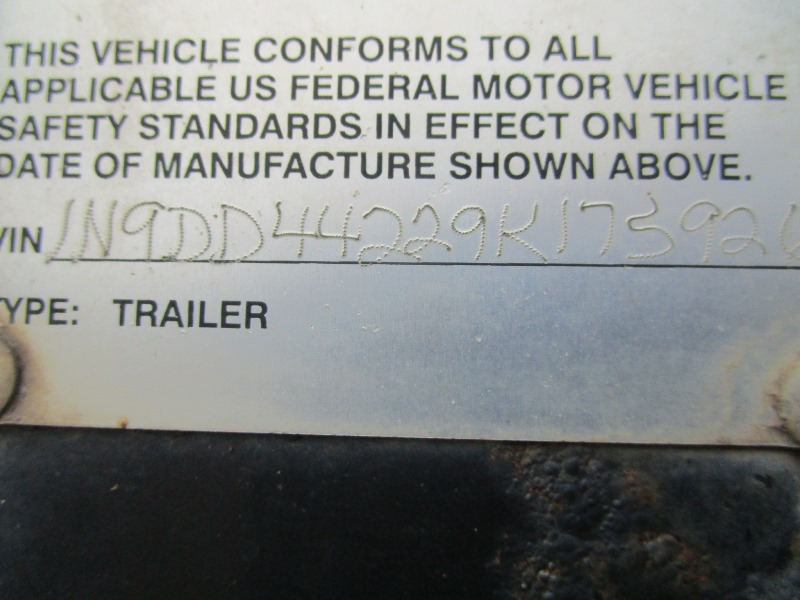 THIS VEHICLE CONFORMS TO ALL
APPLICABLE US FEDERAL MOTOR VEHICLE
SAFETY STANDARDS IN EFFECT ON THE
DATE OF MANUFACTURE SHOWN ABOVE.
VIN 1N9DD44229K173926
TYPE: TRAILER